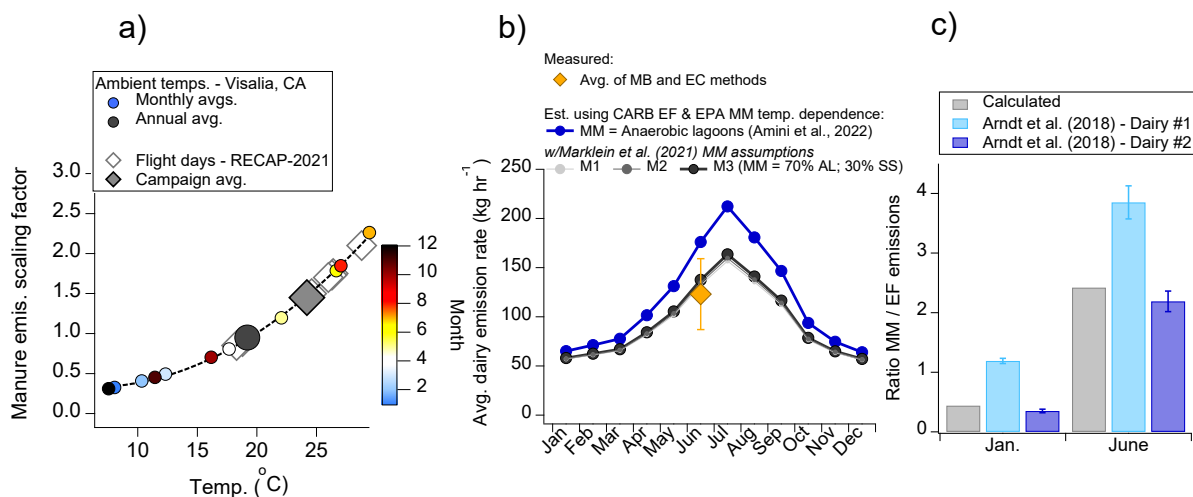 a)
Ambient temps. - Visalia, CA
Monthly avgs.
Annual avg.
Flight days - RECAP-2021
Campaign avg.
Manure emis. scaling factor
3.0
2.5
2.0
1.5
1.0
0.5
0.0
10
15
20
25
Temp. (°C)
12
10
8
6
4
2
Month
b)
Measured:
Avg. of MB and EC methods
Est. using CARB EF & EPA MM temp. dependence:
MM = Anaerobic lagoons (Amini et al., 2022)
w/Marklein et al. (2021) MM assumptions
M1 M2 M3 (MM = 70% AL; 30% SS)
Avg. dairy emission rate (kg hr⁻¹)
250
200
150
100
50
0
Jan
Feb
Mar
Apr
May
Jun
Jul
Aug
Sep
Oct
Nov
Dec
c)
Calculated
Arndt et al. (2018) - Dairy #1
Arndt et al. (2018) - Dairy #2
Ratio MM / EF emissions
4
3
2
1
0
Jan.
June